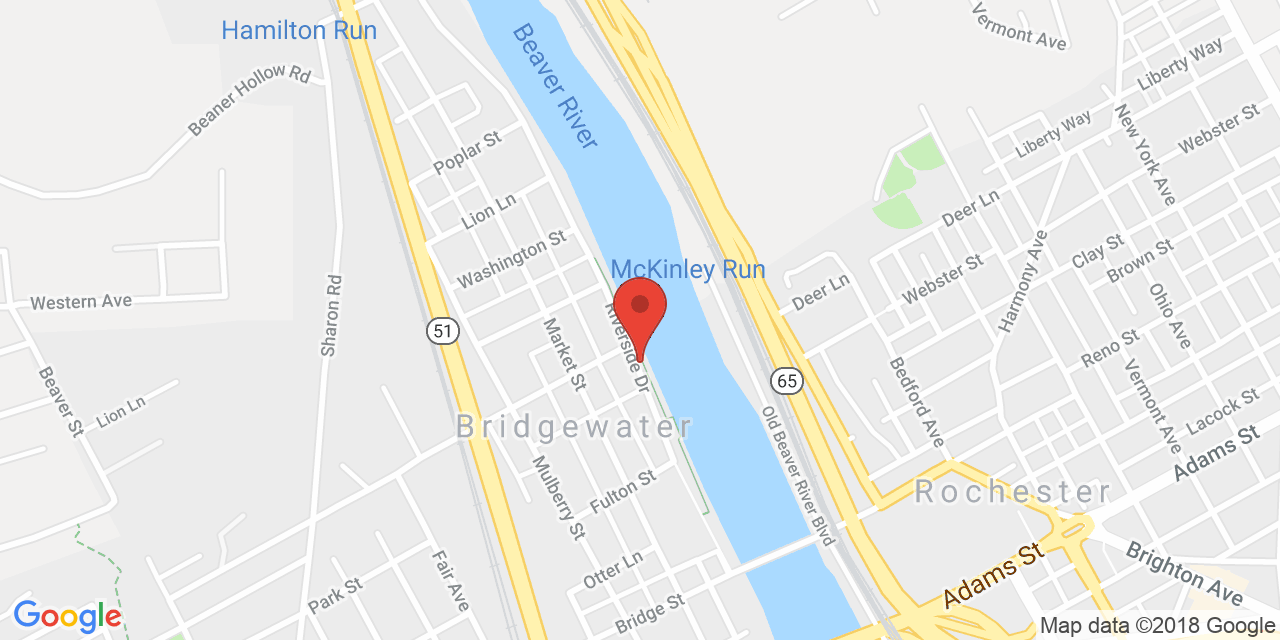 Hamilton Run
Beaver River
Vermont Ave
Liberty Way
Beaner Hollow Rd
Liberty Way
New York Ave
Webster St
Poplar St
Lion Ln
Deer Ln
Washington St
Harmony Ave
Clay St
Brown St
McKinley Run
Webster St
Deer Ln
Western Ave
Sharon Rd
Riverside Dr
Market St
51
65
Ohio Ave
Reno St
Beaver St
Lion Ln
Bedford Ave
Vermont Ave
Lacock St
Bridgewater
Old Beaver River Blvd
Adams St
Mulberry St
Fulton St
Rochester
Otter Ln
Fair Ave
Park St
Bridge St
Adams St
Brighton Ave
Google
Map data ©2018 Google